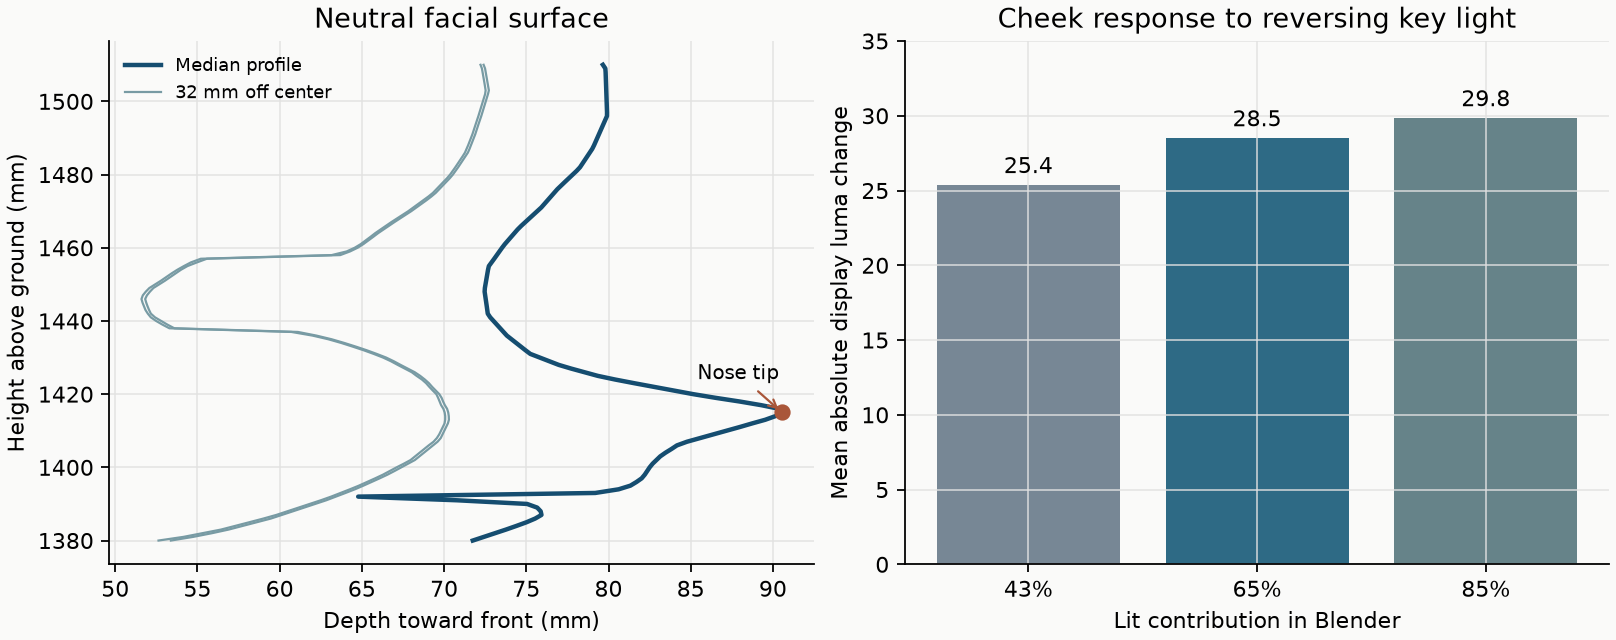 Neutral facial surface
Median profile
32 mm off center
Nose tip
Height above ground (mm)
1500
1480
1460
1440
1420
1400
1380
50 55 60 65 70 75 80 85 90
Depth toward front (mm)
Cheek response to reversing key light
Mean absolute display luma change
35
30
25
20
15
10
5
0
25.4
28.5
29.8
43% 65% 85%
Lit contribution in Blender